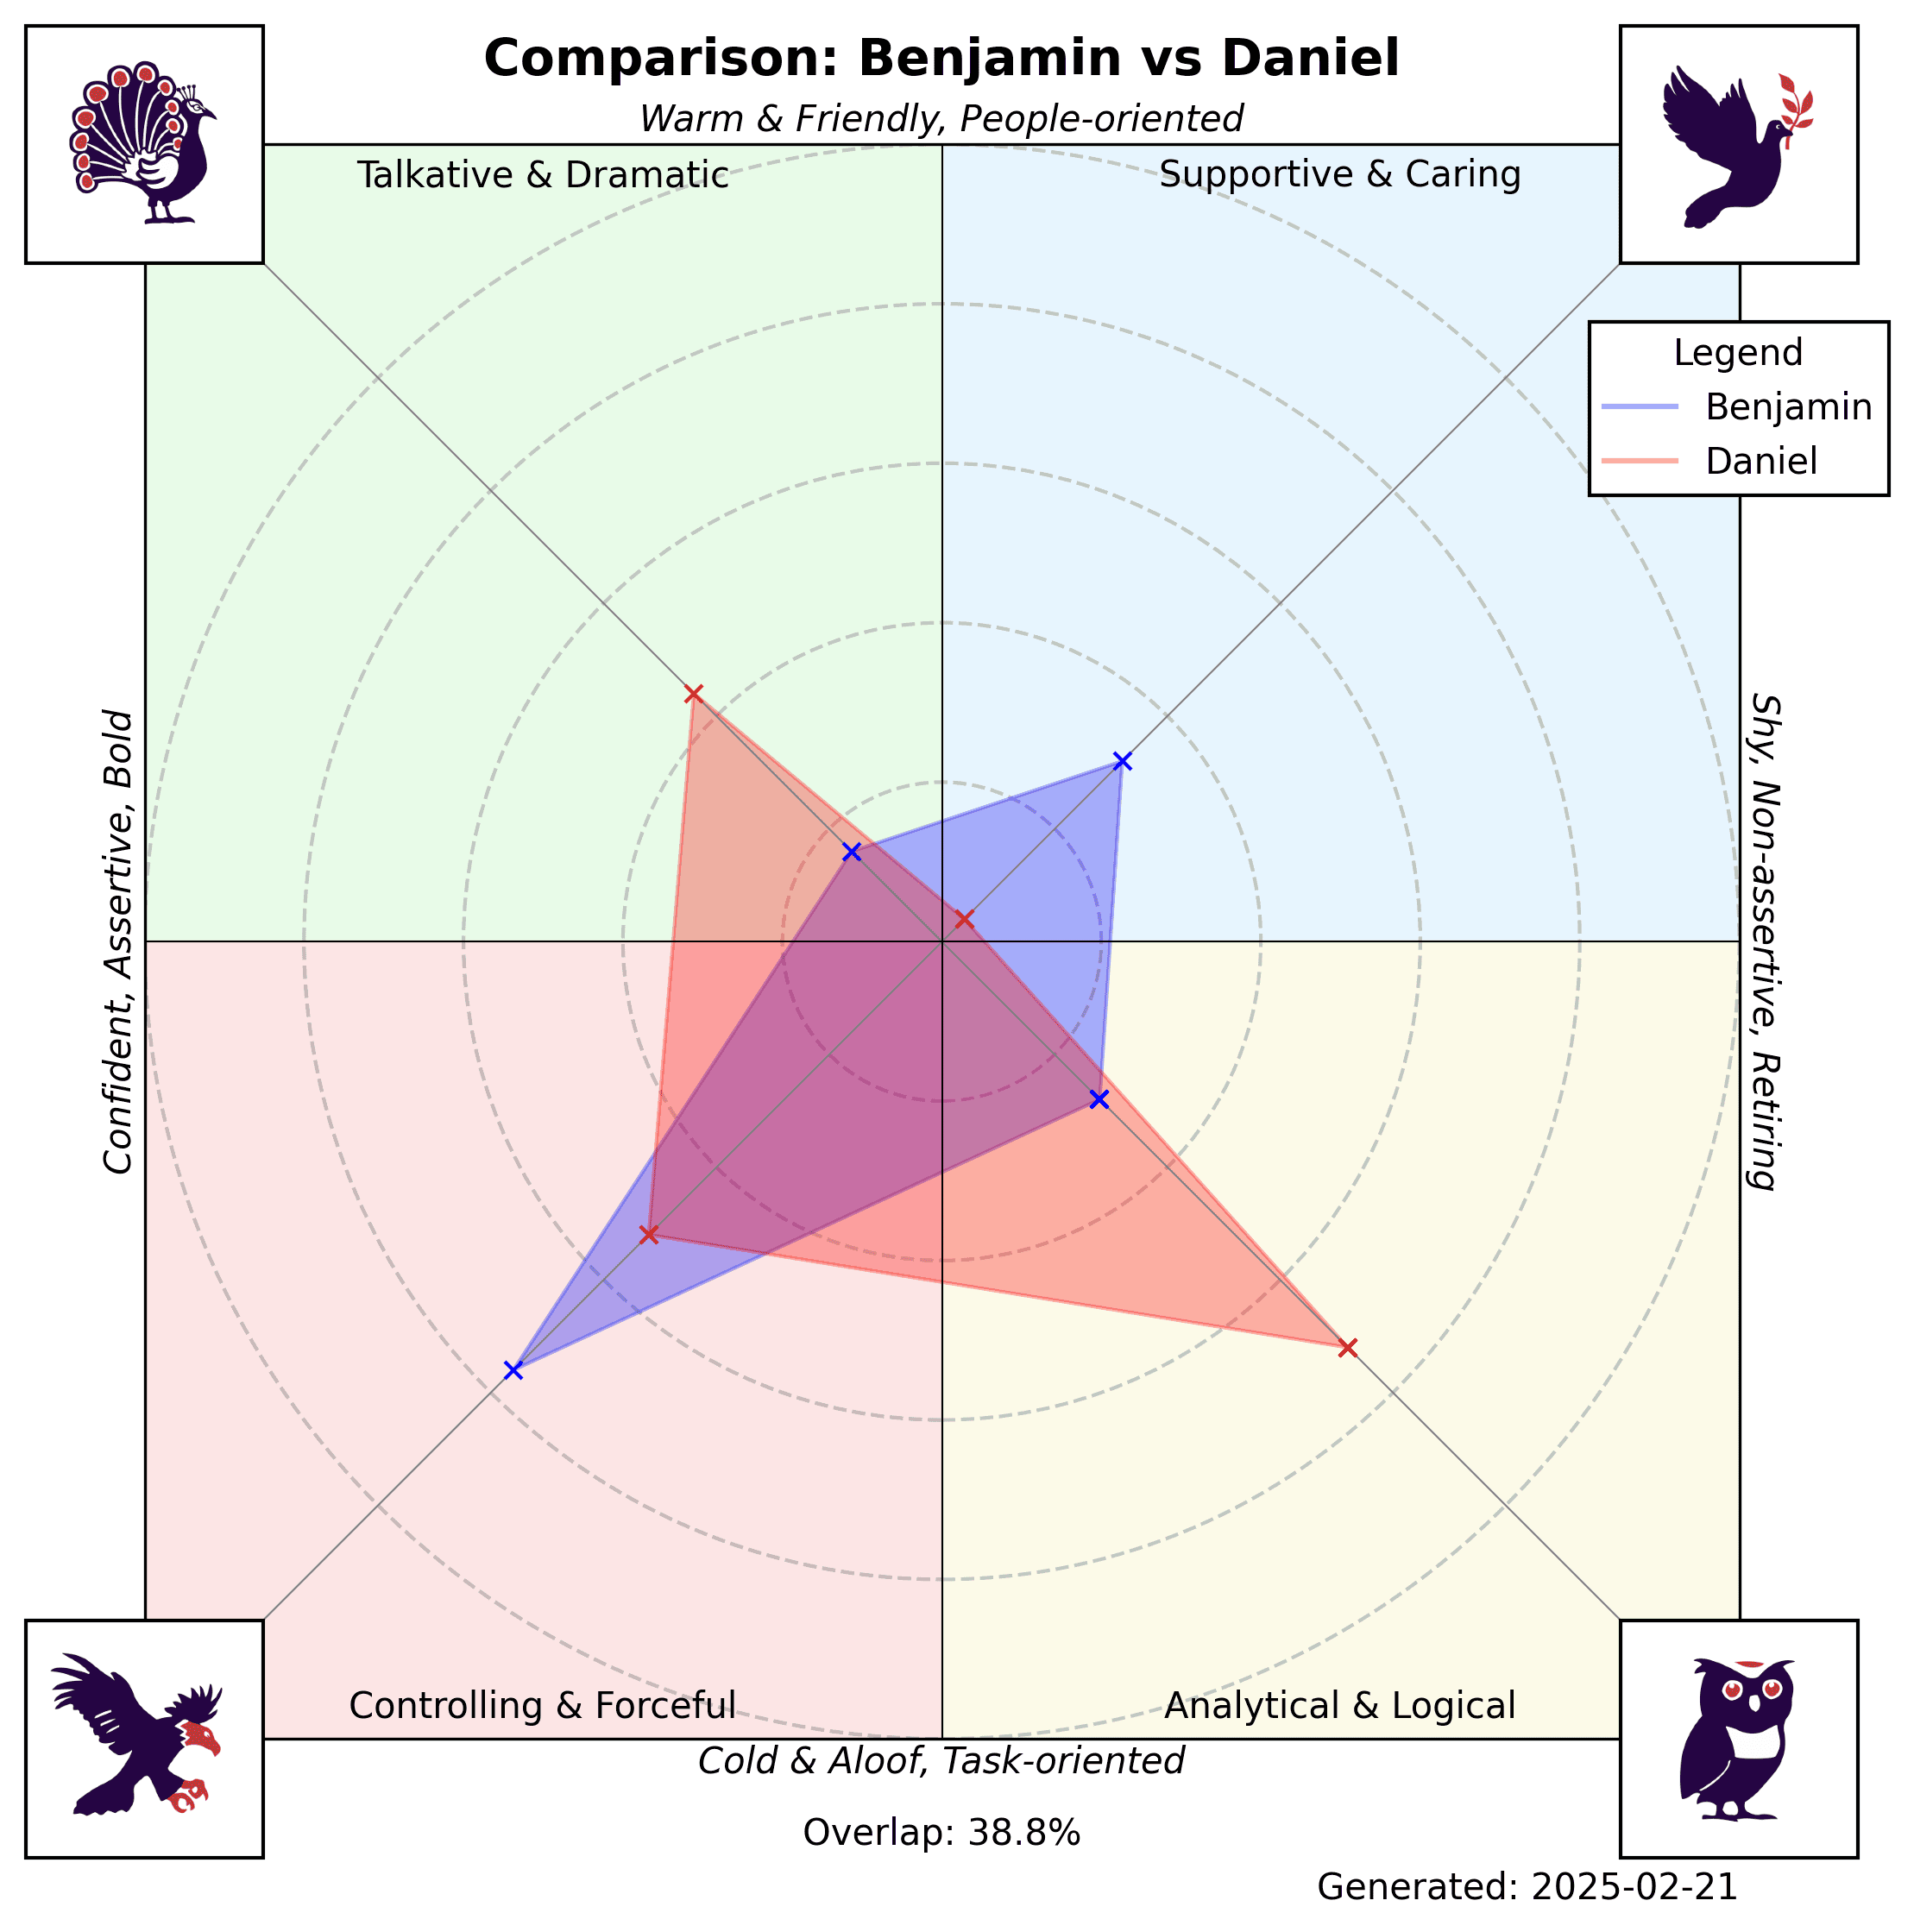 Comparison: Benjamin vs Daniel
Warm & Friendly, People-oriented
Talkative & Dramatic
Supportive & Caring
Legend
Benjamin
Daniel
Confident, Assertive, Bold
Shy, Non-assertive, Retiring
Controlling & Forceful
Analytical & Logical
Cold & Aloof, Task-oriented
Overlap: 38.8%
Generated: 2025-02-21